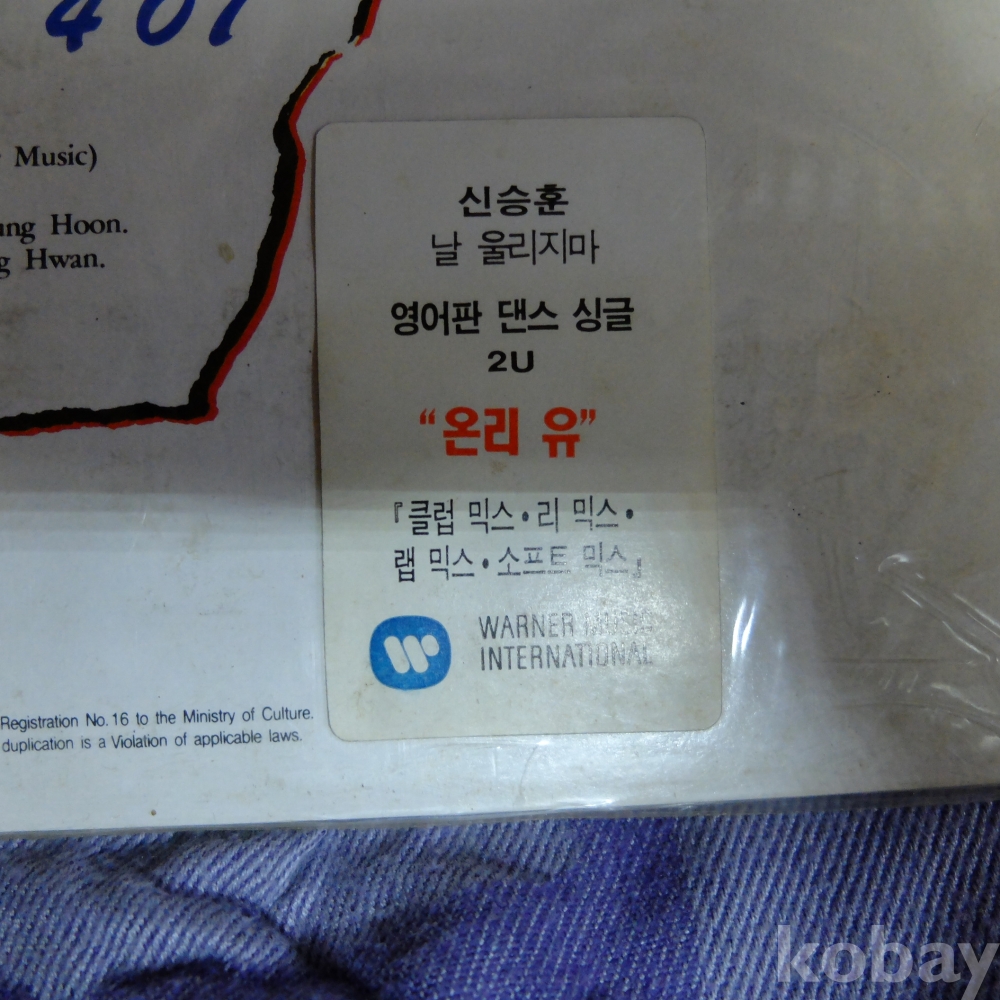 Music)
Hoon.
Hwan.
신승훈
날 울리지마
영어판 댄스 싱글
2U
“온리 유”
『클럽 믹스•리 믹스•
랩 믹스•소프트 믹스』
WARNER MUSIC
INTERNATIONAL
Registration No. 16 to the Ministry of Culture.
duplication is a Violation of applicable laws.
kobay